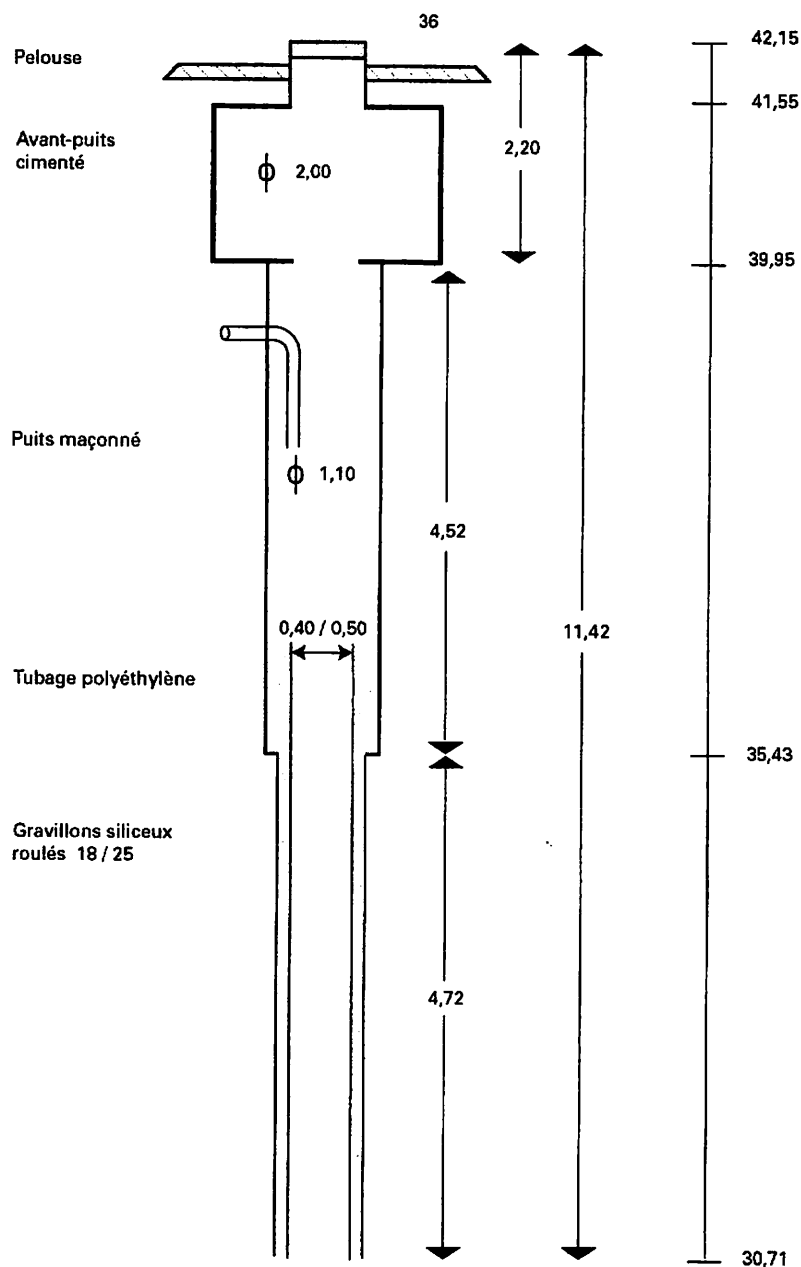 36
42,15
Pelouse
41,55
Avant-puits
cimenté
2,20
2,00
39,95
Puits maçonné
1,10
4,52
0,40 / 0,50
11,42
Tubage polyéthylène
35,43
Gravillons siliceux
roulés 18 / 25
4,72
30,71